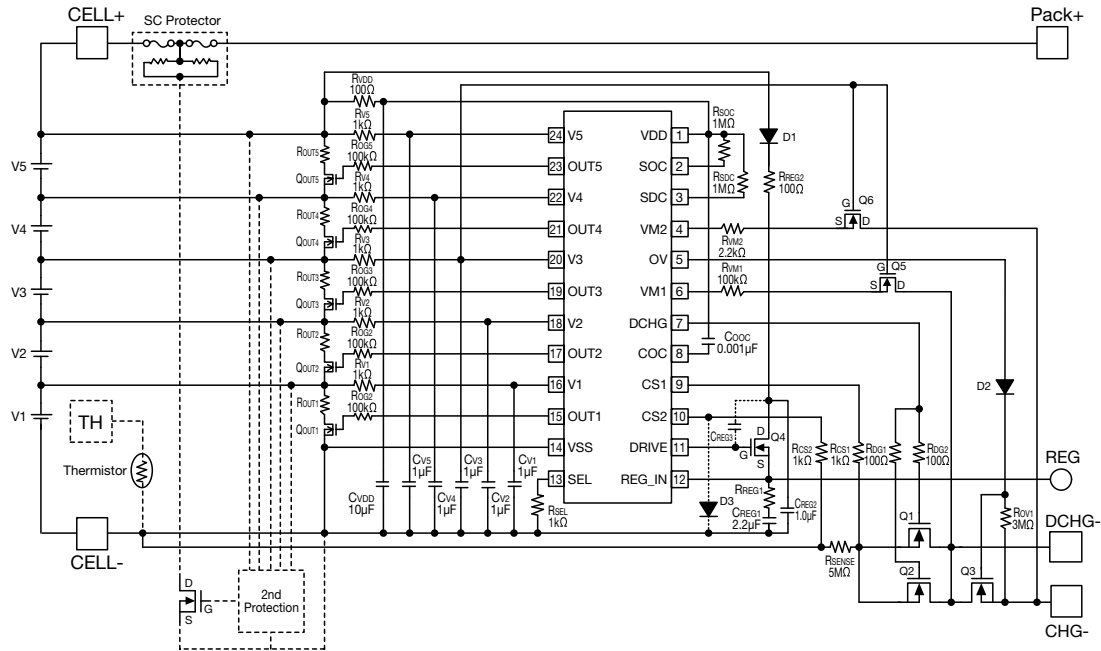 CELL+
SC Protector
Pack+
RVDD
100Ω
RV5
1kΩ
ROG5
100kΩ
RV4
1kΩ
ROG4
100kΩ
RV3
1kΩ
ROG3
100kΩ
RV2
1kΩ
ROG2
100kΩ
RV1
1kΩ
ROG2
100kΩ
ROUT5
QOUT5
ROUT4
QOUT4
ROUT3
QOUT3
ROUT2
QOUT2
ROUT1
QOUT1
V5
V4
V3
V2
V1
TH
Thermistor
CELL-
D
G
S
2nd
Protection
24 V5
23 OUT5
22 V4
21 OUT4
20 V3
19 OUT3
18 V2
17 OUT2
16 V1
15 OUT1
14 VSS
13 SEL
VDD 1
SOC 2
SDC 3
VM2 4
OV 5
VM1 6
DCHG 7
COC 8
CS1 9
CS2 10
DRIVE 11
REG_IN 12
CVDD
10µF
CV5
1µF
CV4
1µF
CV3
1µF
CV2
1µF
CV1
1µF
RSEL
1kΩ
RSOC
1MΩ
RSDC
1MΩ
D1
RREG2
100Ω
RVM2
2.2kΩ
RVM1
100kΩ
G Q6
S D
G Q5
S D
COOC
0.001µF
D2
CREG3
D
Q4
G
S
RCS2
1kΩ
RCS1
1kΩ
RDG1
100Ω
RDG2
100Ω
REG
D3
RREG1
CREG1
2.2µF
CREG2
1.0µF
Q1
ROV1
3MΩ
DCHG-
RSENSE
5MΩ
Q2
Q3
CHG-